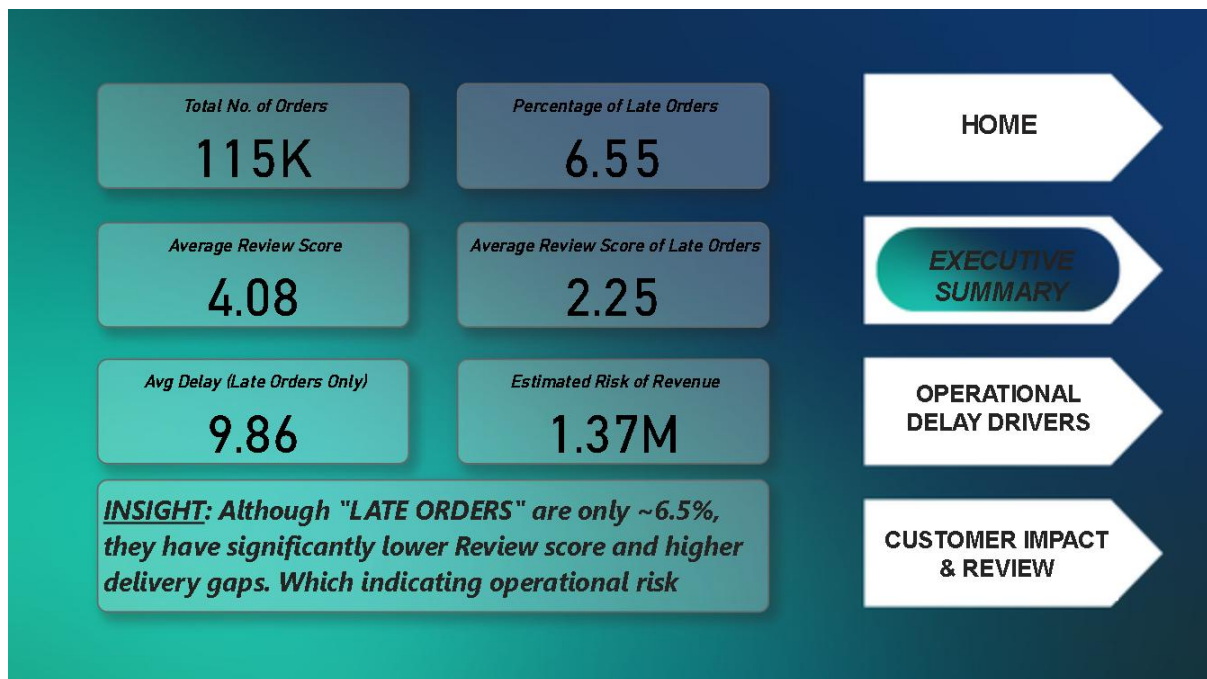 Total No. of Orders
115K
Percentage of Late Orders
6.55
Average Review Score
4.08
Average Review Score of Late Orders
2.25
Avg Delay (Late Orders Only)
9.86
Estimated Risk of Revenue
1.37M
INSIGHT: Although "LATE ORDERS" are only ~6.5%,
they have significantly lower Review score and higher
delivery gaps. Which indicating operational risk
HOME
EXECUTIVE
SUMMARY
OPERATIONAL
DELAY DRIVERS
CUSTOMER IMPACT
& REVIEW